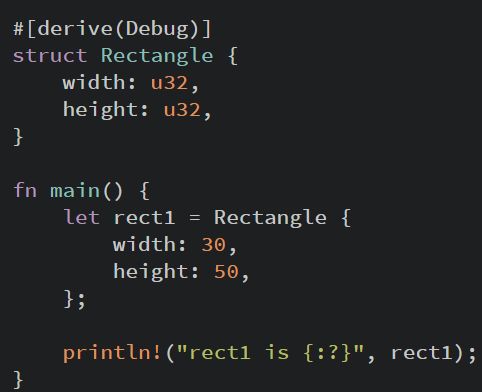 #[derive(Debug)]
struct Rectangle {
    width: u32,
    height: u32,
}

fn main() {
    let rect1 = Rectangle {
        width: 30,
        height: 50,
    };

    println!("rect1 is {:?}", rect1);
}